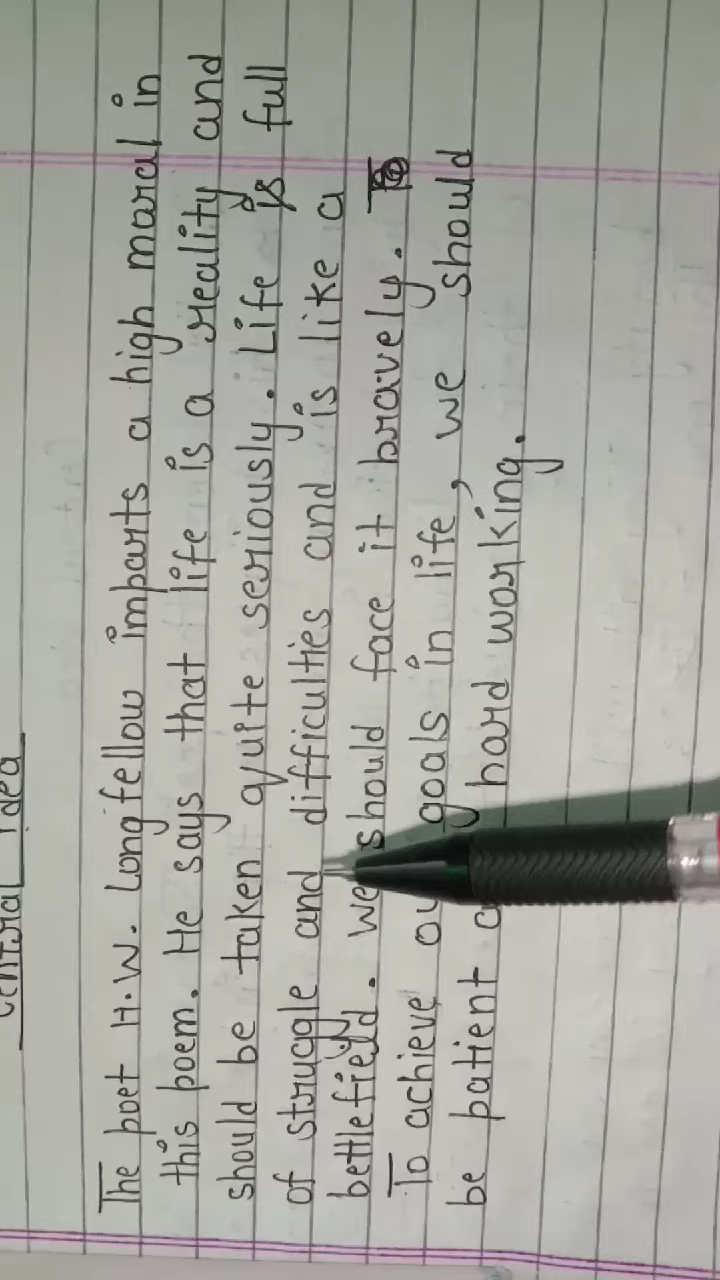 Central idea
The poet H.W. Longfellow imparts a high moral in
this poem. He says that life is a reality and
should be taken quite seriously. Life is full
of struggle and difficulties and is like a
bettlefield. We should face it bravely.
To achieve goals in life, we should
be patient hard working.